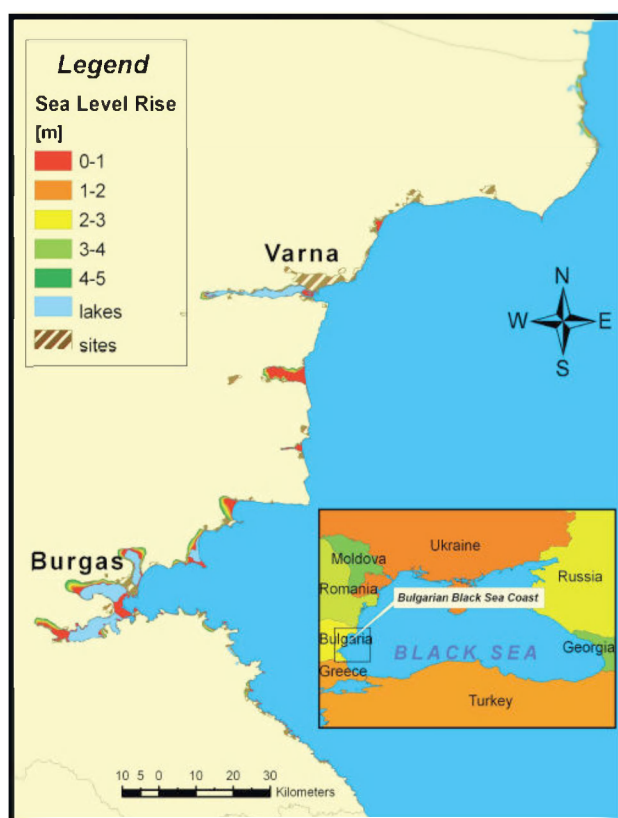 Legend
Sea Level Rise
[m]
0-1
1-2
2-3
3-4
4-5
lakes
sites
Varna
N
W E
S
Burgas
Ukraine
Moldova
Romania
Russia
Bulgarian Black Sea Coast
Bulgaria
BLACK SEA
Georgia
Greece
Turkey
10 5 0 10 20 30
Kilometers